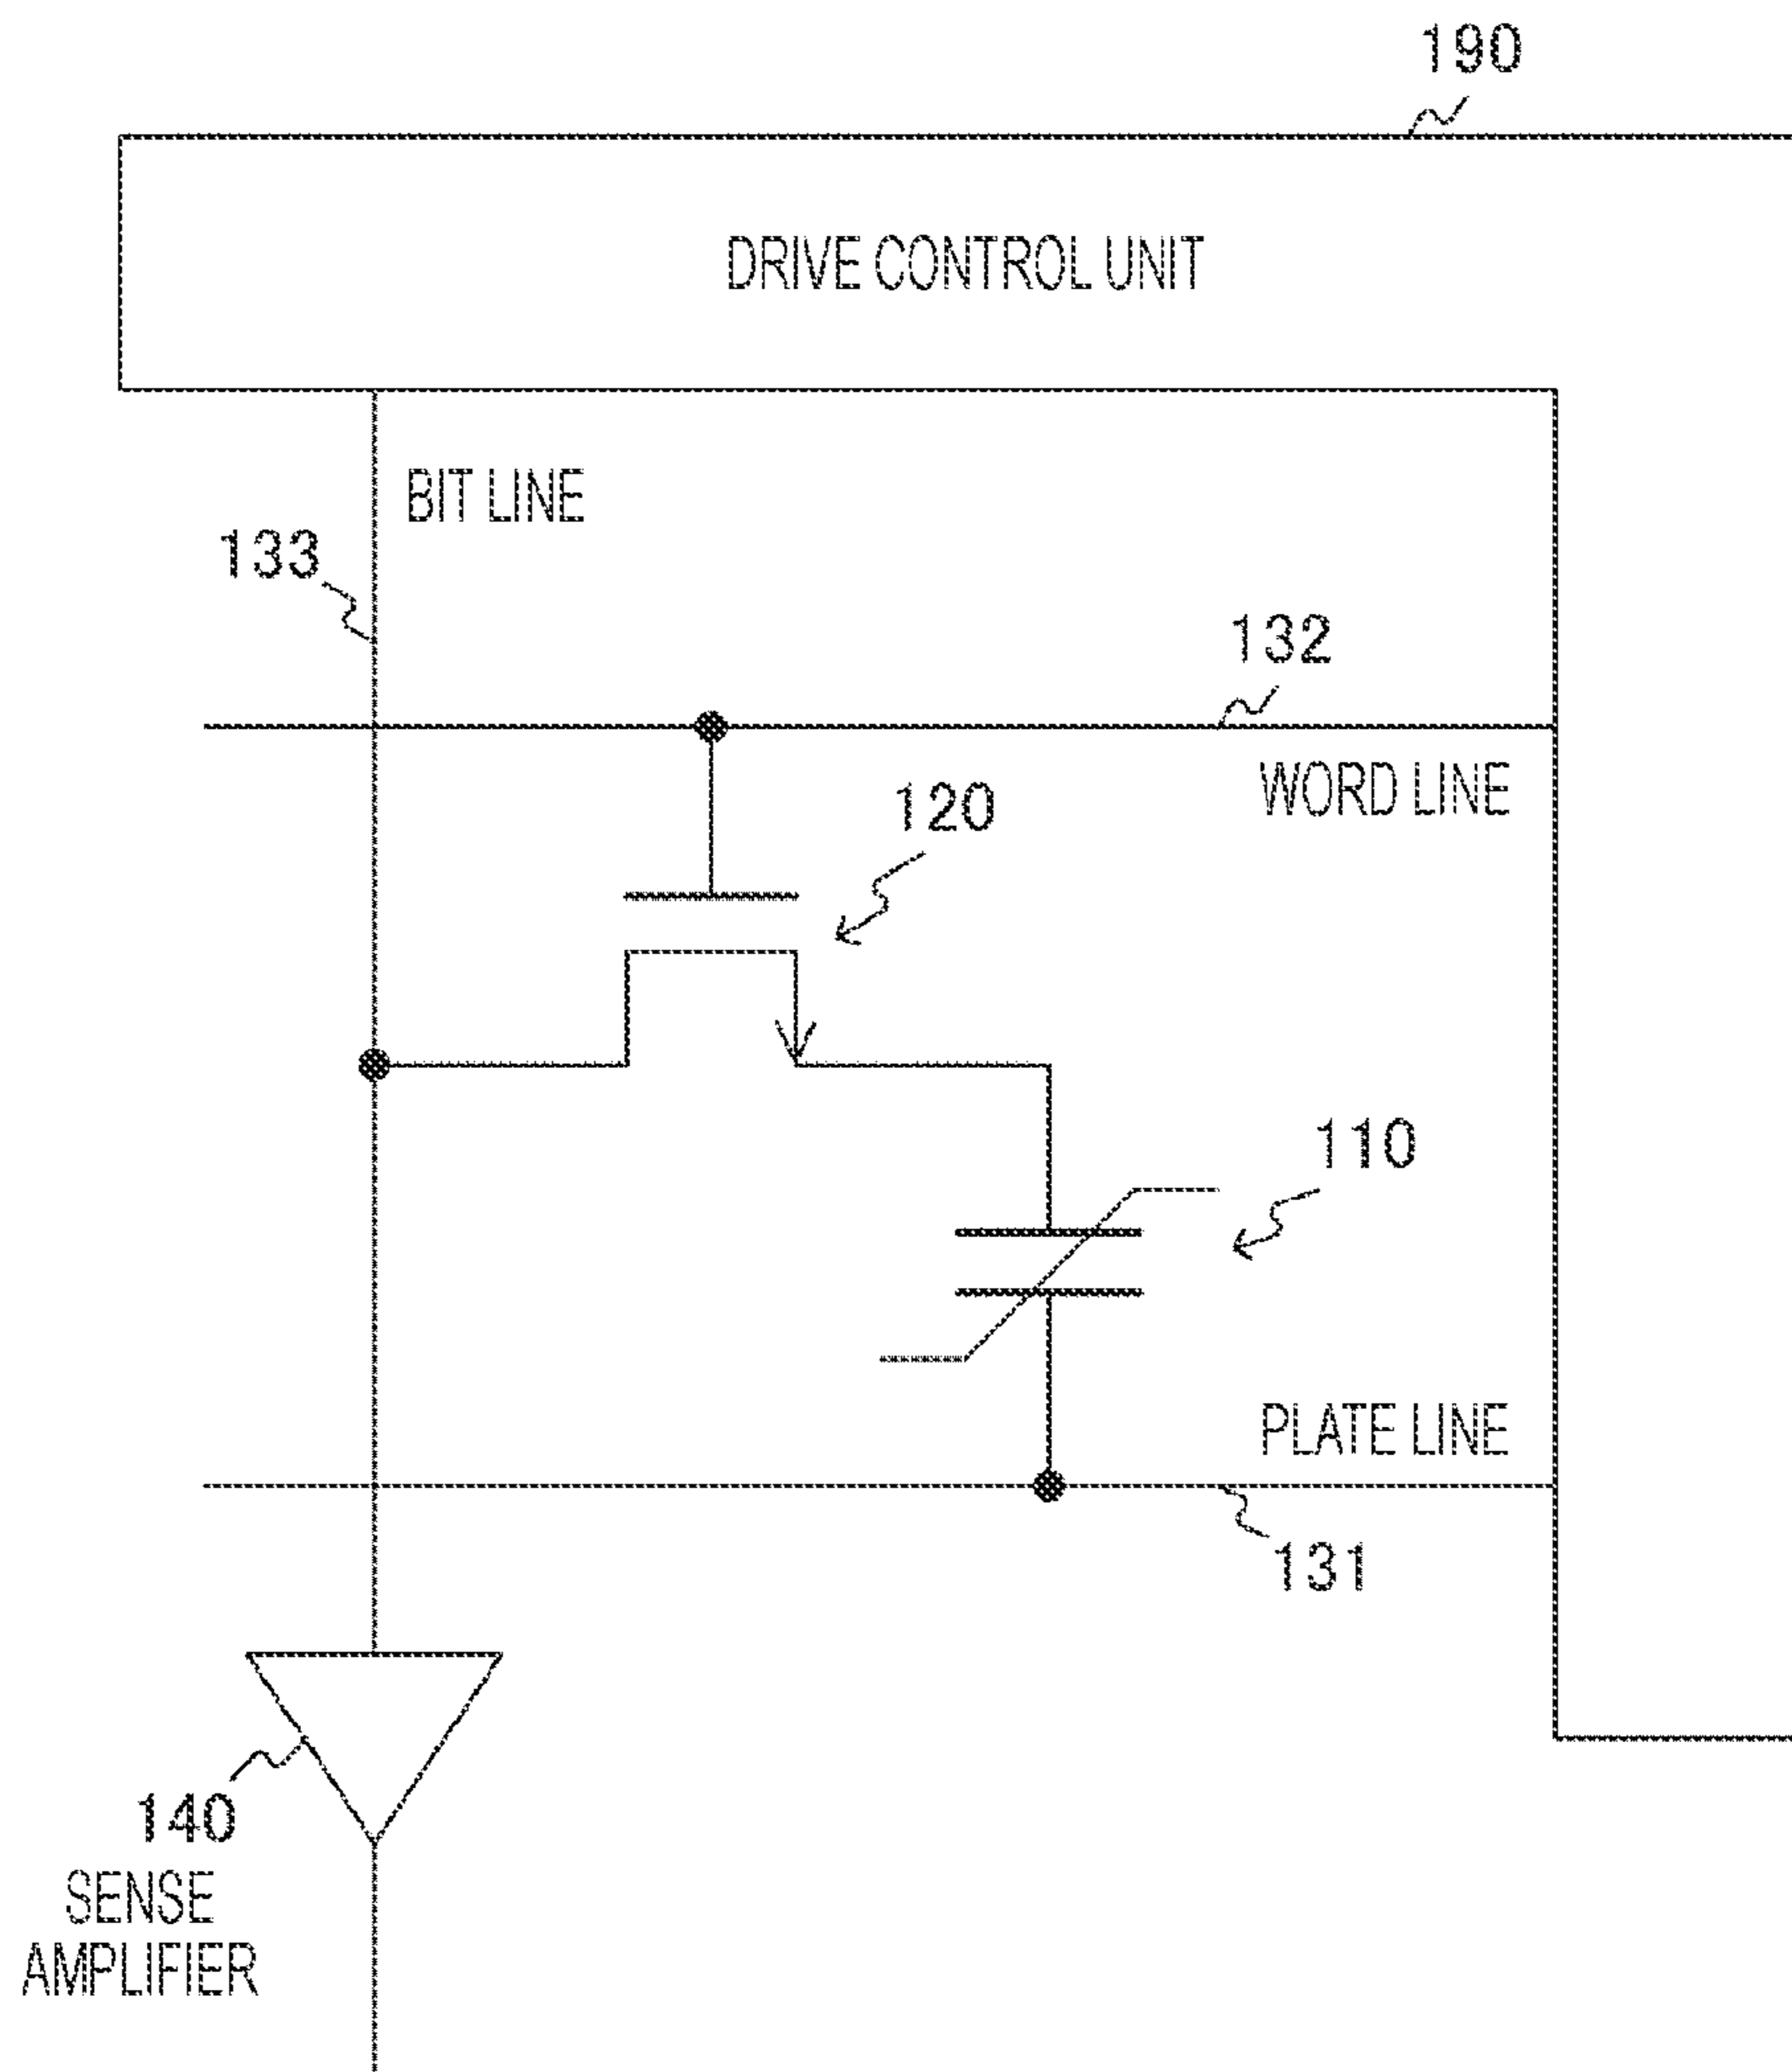 190
DRIVE CONTROL UNIT
BIT LINE
133
132
WORD LINE
120
110
PLATE LINE
131
140
SENSE
AMPLIFIER